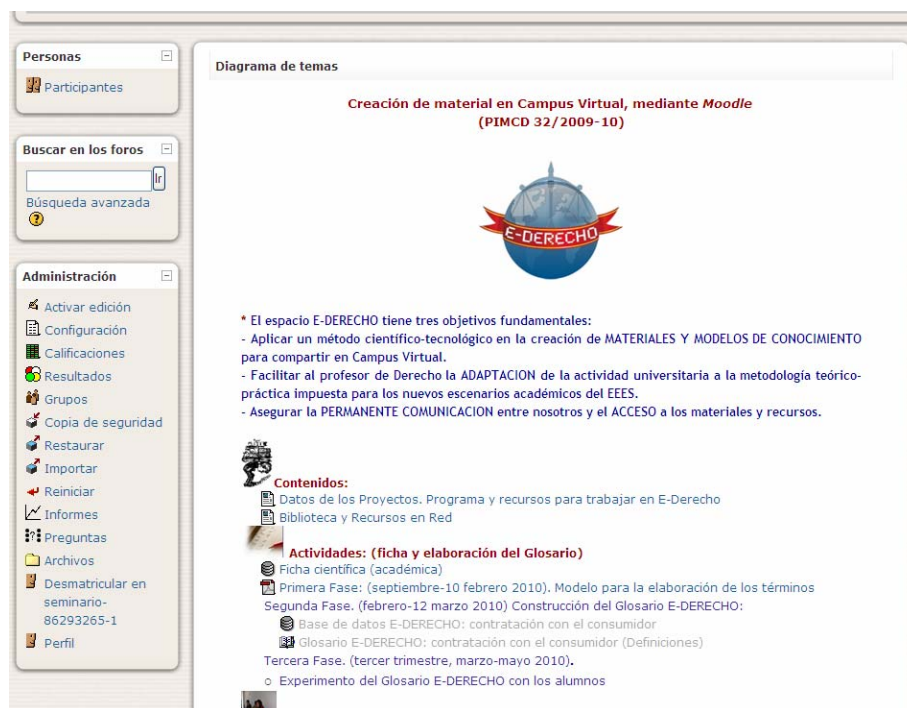 Personas
Participantes
Buscar en los foros
Ir
Búsqueda avanzada
?
Administración
Activar edición
Configuración
Calificaciones
Resultados
Grupos
Copia de seguridad
Restaurar
Importar
Reiniciar
Informes
Preguntas
Archivos
Desmatricular en
seminario-
86293265-1
Perfil
Diagrama de temas
Creación de material en Campus Virtual, mediante Moodle
(PIMCD 32/2009-10)
E-DERECHO
* El espacio E-DERECHO tiene tres objetivos fundamentales:
- Aplicar un método científico-tecnológico en la creación de MATERIALES Y MODELOS DE CONOCIMIENTO
para compartir en Campus Virtual.
- Facilitar al profesor de Derecho la ADAPTACION de la actividad universitaria a la metodología teórico-
práctica impuesta para los nuevos escenarios académicos del EEES.
- Asegurar la PERMANENTE COMUNICACION entre nosotros y el ACCESO a los materiales y recursos.
Contenidos:
Datos de los Proyectos. Programa y recursos para trabajar en E-Derecho
Biblioteca y Recursos en Red
Actividades: (ficha y elaboración del Glosario)
Ficha científica (académica)
Primera Fase: (septiembre-10 febrero 2010). Modelo para la elaboración de los términos
Segunda Fase. (febrero-12 marzo 2010) Construcción del Glosario E-DERECHO:
Base de datos E-DERECHO: contratación con el consumidor
Glosario E-DERECHO: contratación con el consumidor (Definiciones)
Tercera Fase. (tercer trimestre, marzo-mayo 2010).
o Experimento del Glosario E-DERECHO con los alumnos